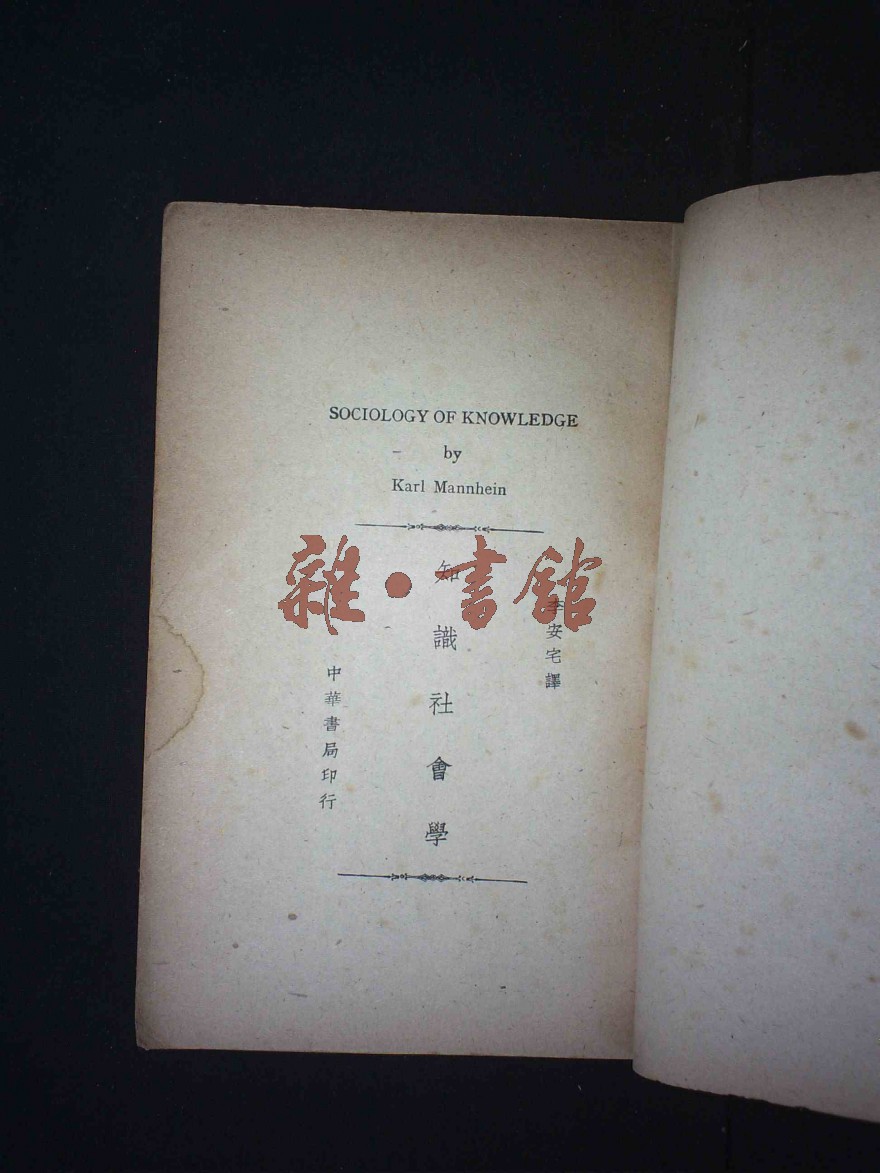 SOCIOLOGY OF KNOWLEDGE
by
Karl Mannhein
雜·書館
李安宅譯
知識社會學
中華書局印行